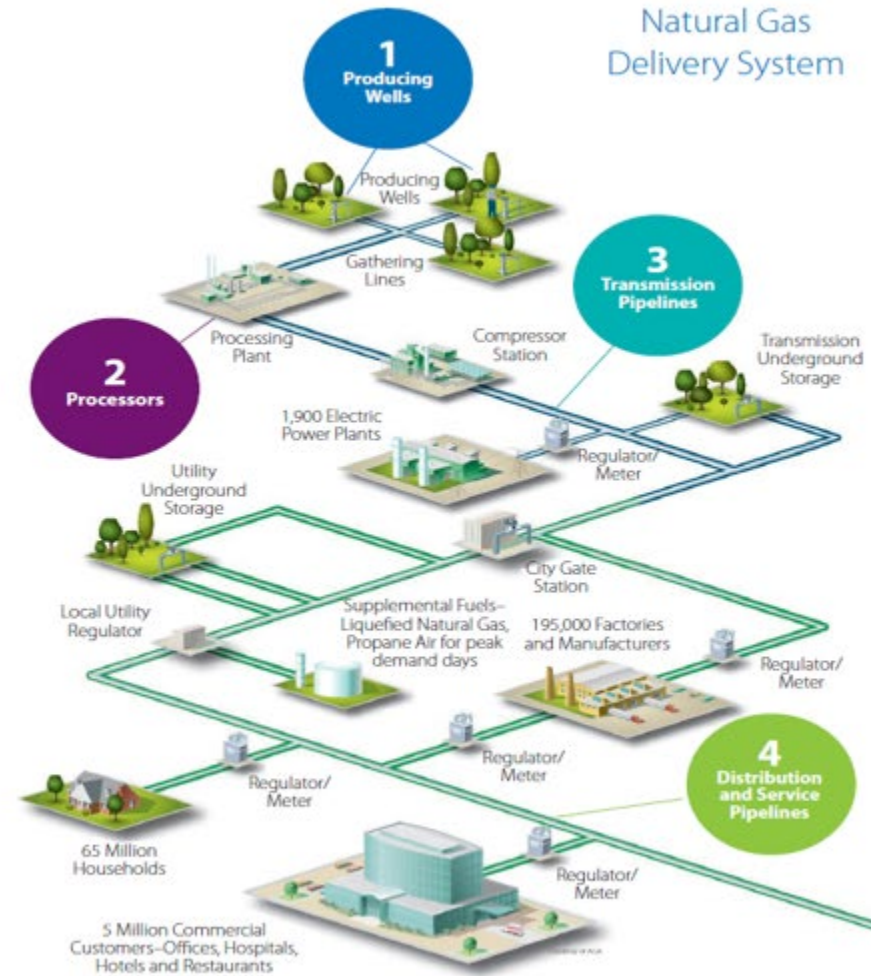 Natural Gas
Delivery System
1
Producing
Wells
Producing
Wells
Gathering
Lines
3
Transmission
Pipelines
Processing
Plant
Compressor
Station
Transmission
Underground
Storage
2
Processors
1,900 Electric
Power Plants
Regulator/
Meter
Utility
Underground
Storage
City Gate
Station
Local Utility
Regulator
Supplemental Fuels–
Liquefied Natural Gas,
Propane Air for peak
demand days
195,000 Factories
and Manufacturers
Regulator/
Meter
Regulator/
Meter
Regulator/
Meter
4
Distribution
and Service
Pipelines
65 Million
Households
Regulator/
Meter
5 Million Commercial
Customers–Offices, Hospitals,
Hotels and Restaurants